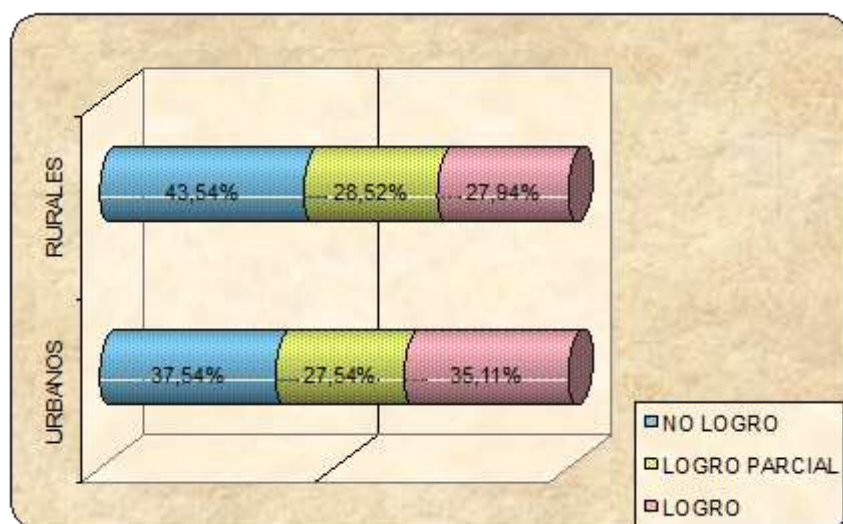 RURALES
43,54% 28,52% 27,94%
URBANOS
37,54% 27,54% 35,11%
NO LOGRO
LOGRO PARCIAL
LOGRO